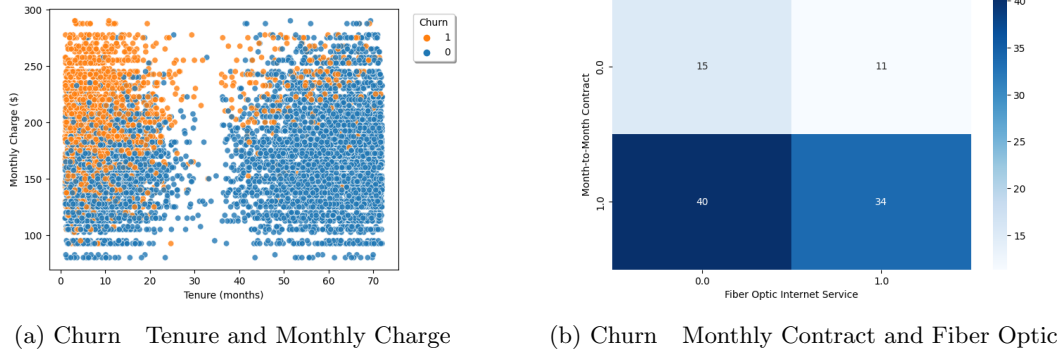 300
250
200
150
100
Monthly Charge ($)
0 10 20 30 40 50 60 70
Tenure (months)
Churn
1
0
(a) Churn Tenure and Monthly Charge
Month-to-Month Contract
0.0
1.0
15 11
40 34
0.0 1.0
Fiber Optic Internet Service
40
35
30
25
20
15
(b) Churn Monthly Contract and Fiber Optic